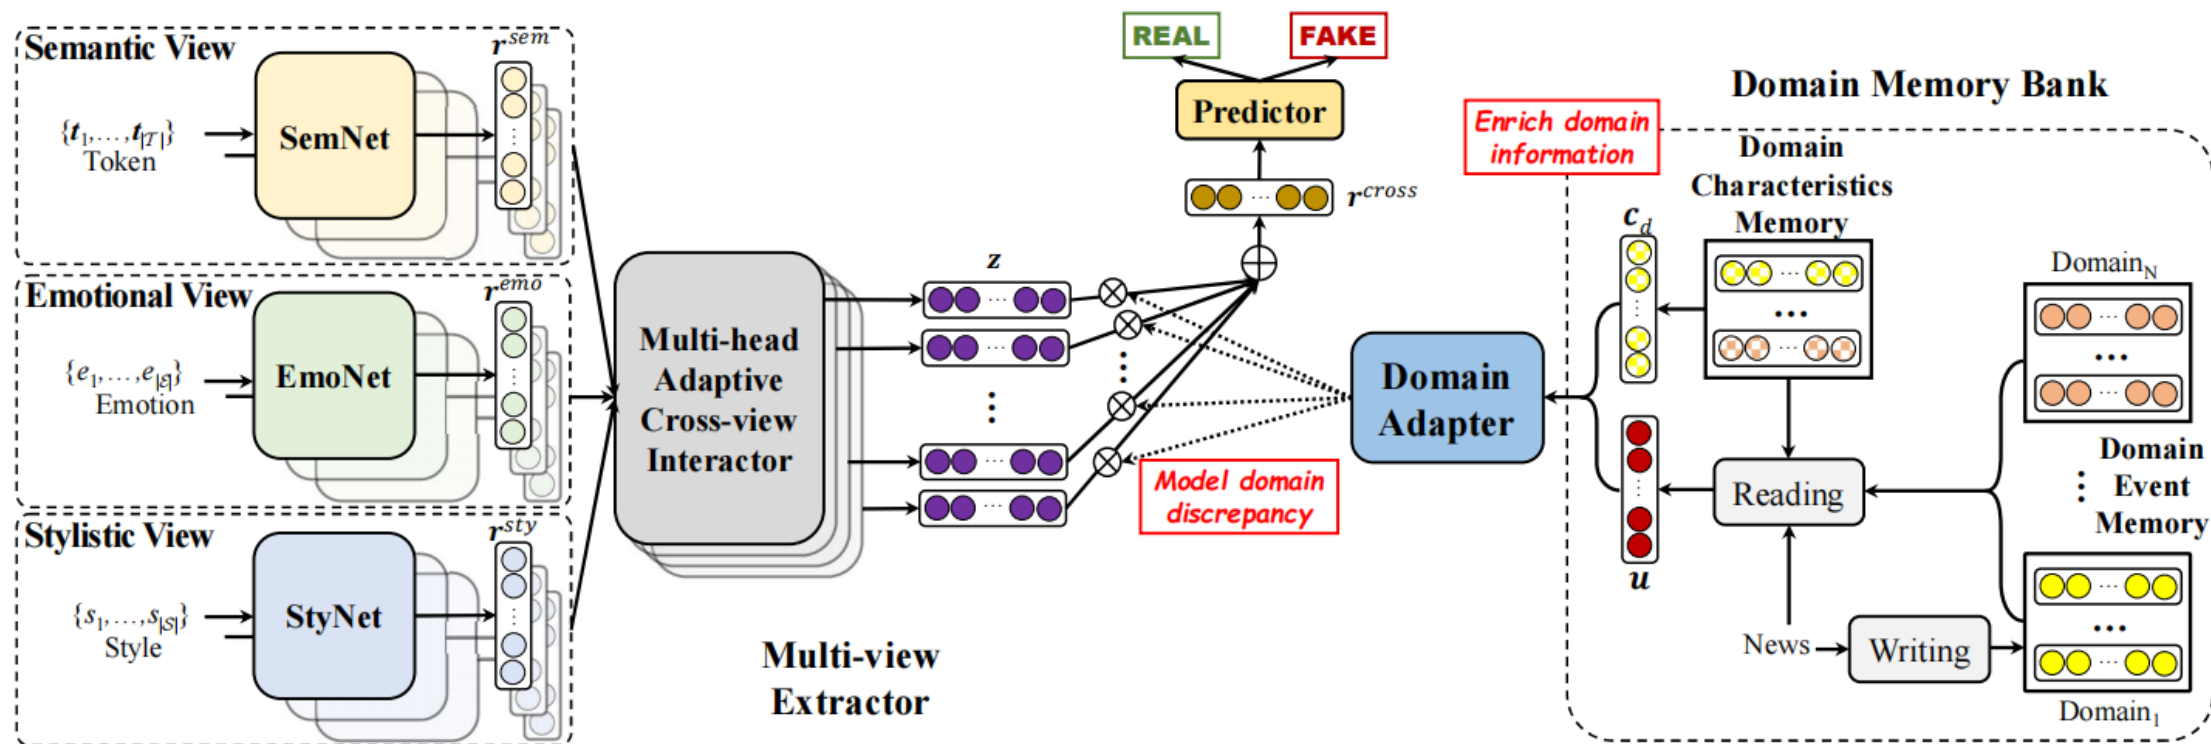 Semantic View
r^{sem}
{t_1,…,t_{|𝒯|}}
Token
SemNet
Emotional View
r^{emo}
{e_1,…,e_{|𝒮|}}
Emotion
EmoNet
Stylistic View
r^{sty}
{s_1,…,s_{|𝒮|}}
Style
StyNet
Multi-head
Adaptive
Cross-view
Interactor
z
Multi-view
Extractor
REAL
FAKE
Predictor
r^{cross}
Model domain
discrepancy
Domain
Adapter
Domain Memory Bank
Enrich domain
information
Domain
Characteristics
Memory
c_d
u
Reading
News
Writing
Domain_N
Domain
Event
Memory
Domain_1